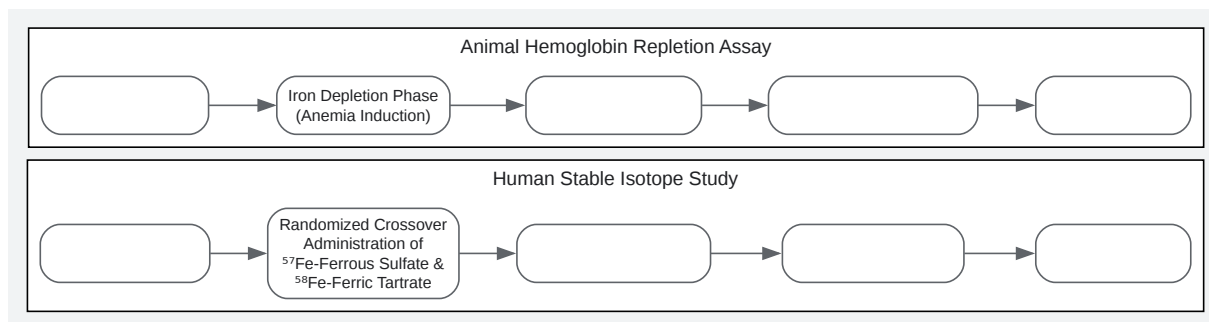 Animal Hemoglobin Repletion Assay
Iron Depletion Phase
(Anemia Induction)
Human Stable Isotope Study
Randomized Crossover
Administration of
⁵⁷Fe-Ferrous Sulfate &
⁵⁸Fe-Ferric Tartrate